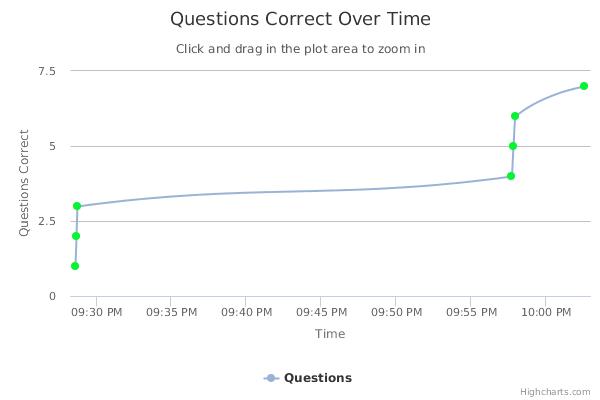 Questions Correct Over Time
Click and drag in the plot area to zoom in
Questions Correct
7.5
5
2.5
0
09:30 PM 09:35 PM 09:40 PM 09:45 PM 09:50 PM 09:55 PM 10:00 PM
Time
Questions
Highcharts.com